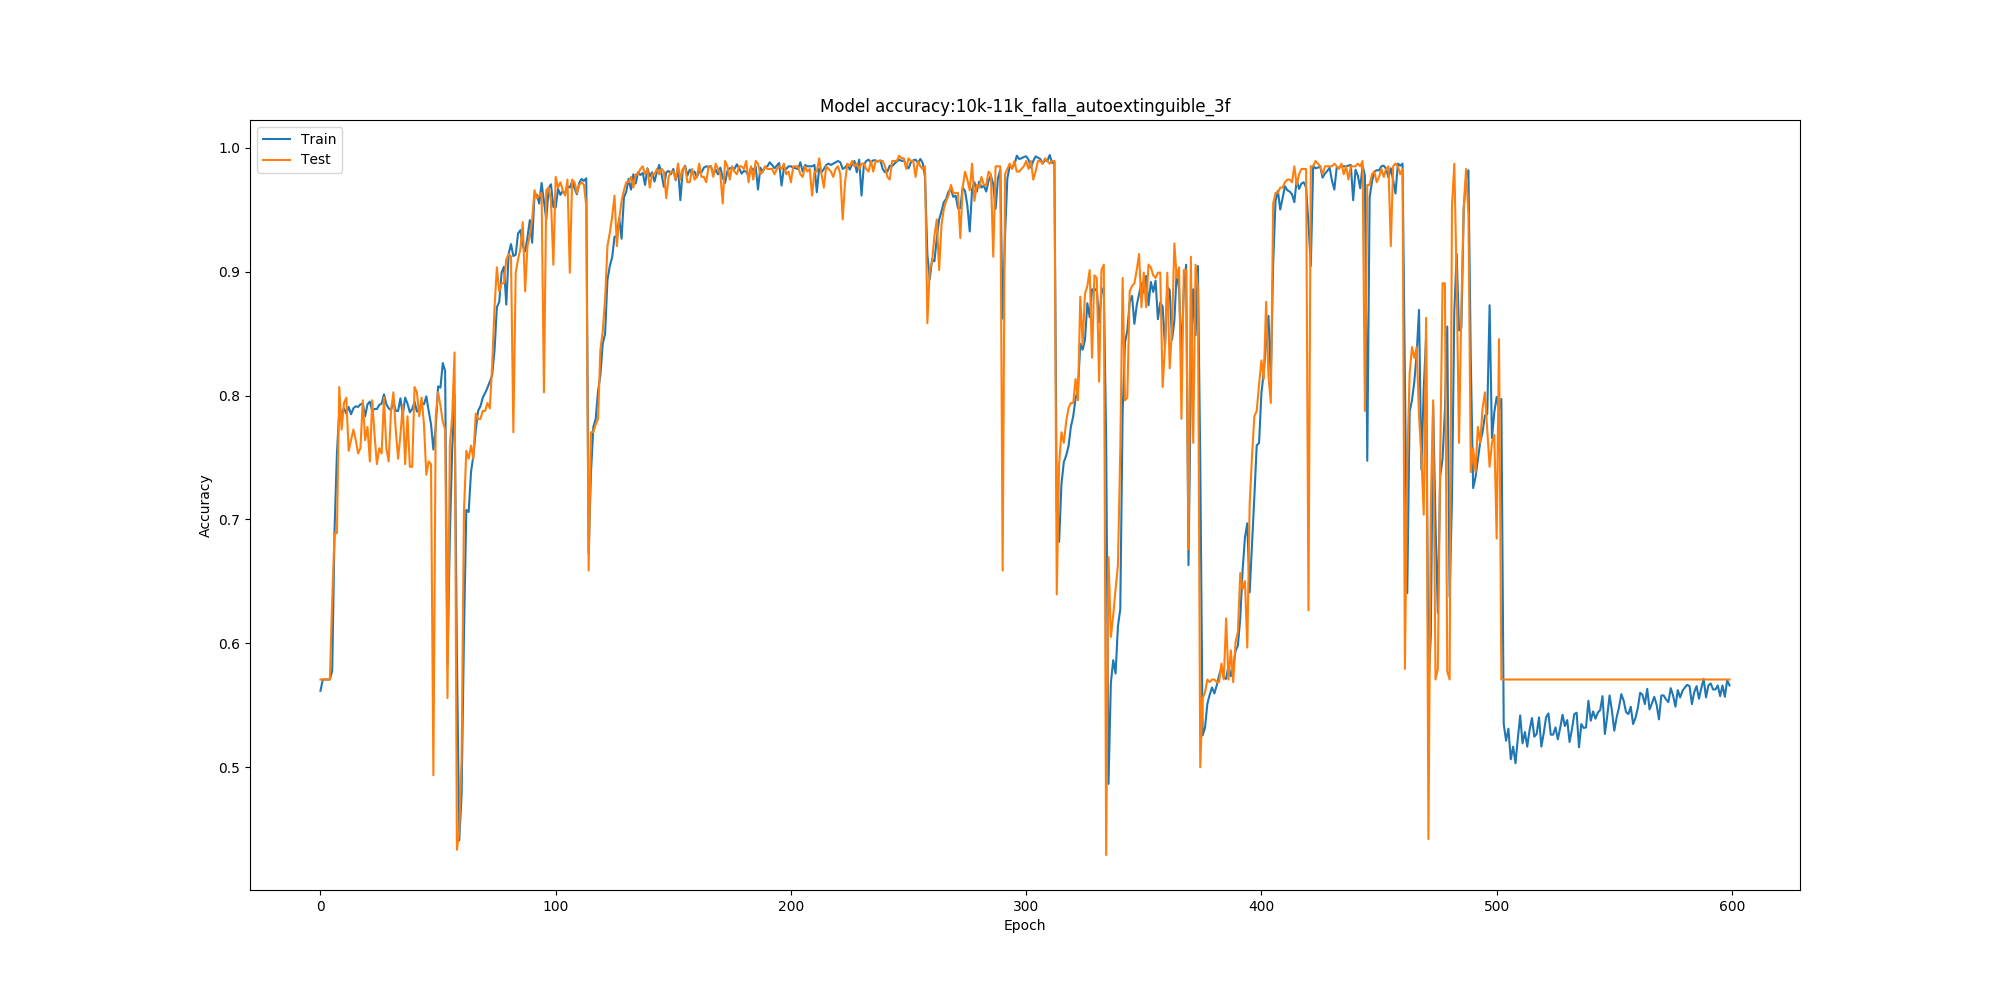 Model accuracy:10k-11k_falla_autoextinguible_3f
Train
Test
1.0
0.9
0.8
0.7
0.6
0.5
Accuracy
0 100 200 300 400 500 600
Epoch